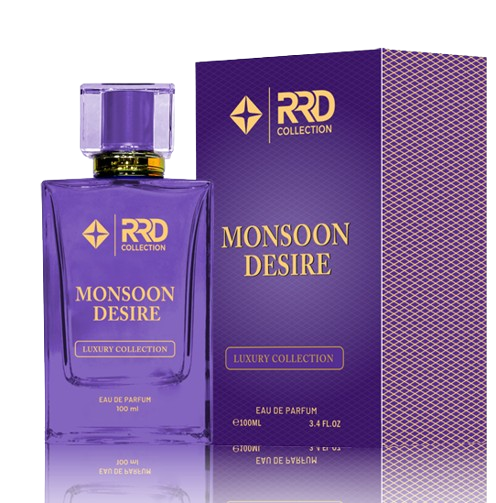 RRD
COLLECTION
MONSOON
DESIRE
LUXURY COLLECTION
EAU DE PARFUM
100 ml
RRD
COLLECTION
MONSOON
DESIRE
LUXURY COLLECTION
EAU DE PARFUM
℮100ML 3.4 FL.OZ